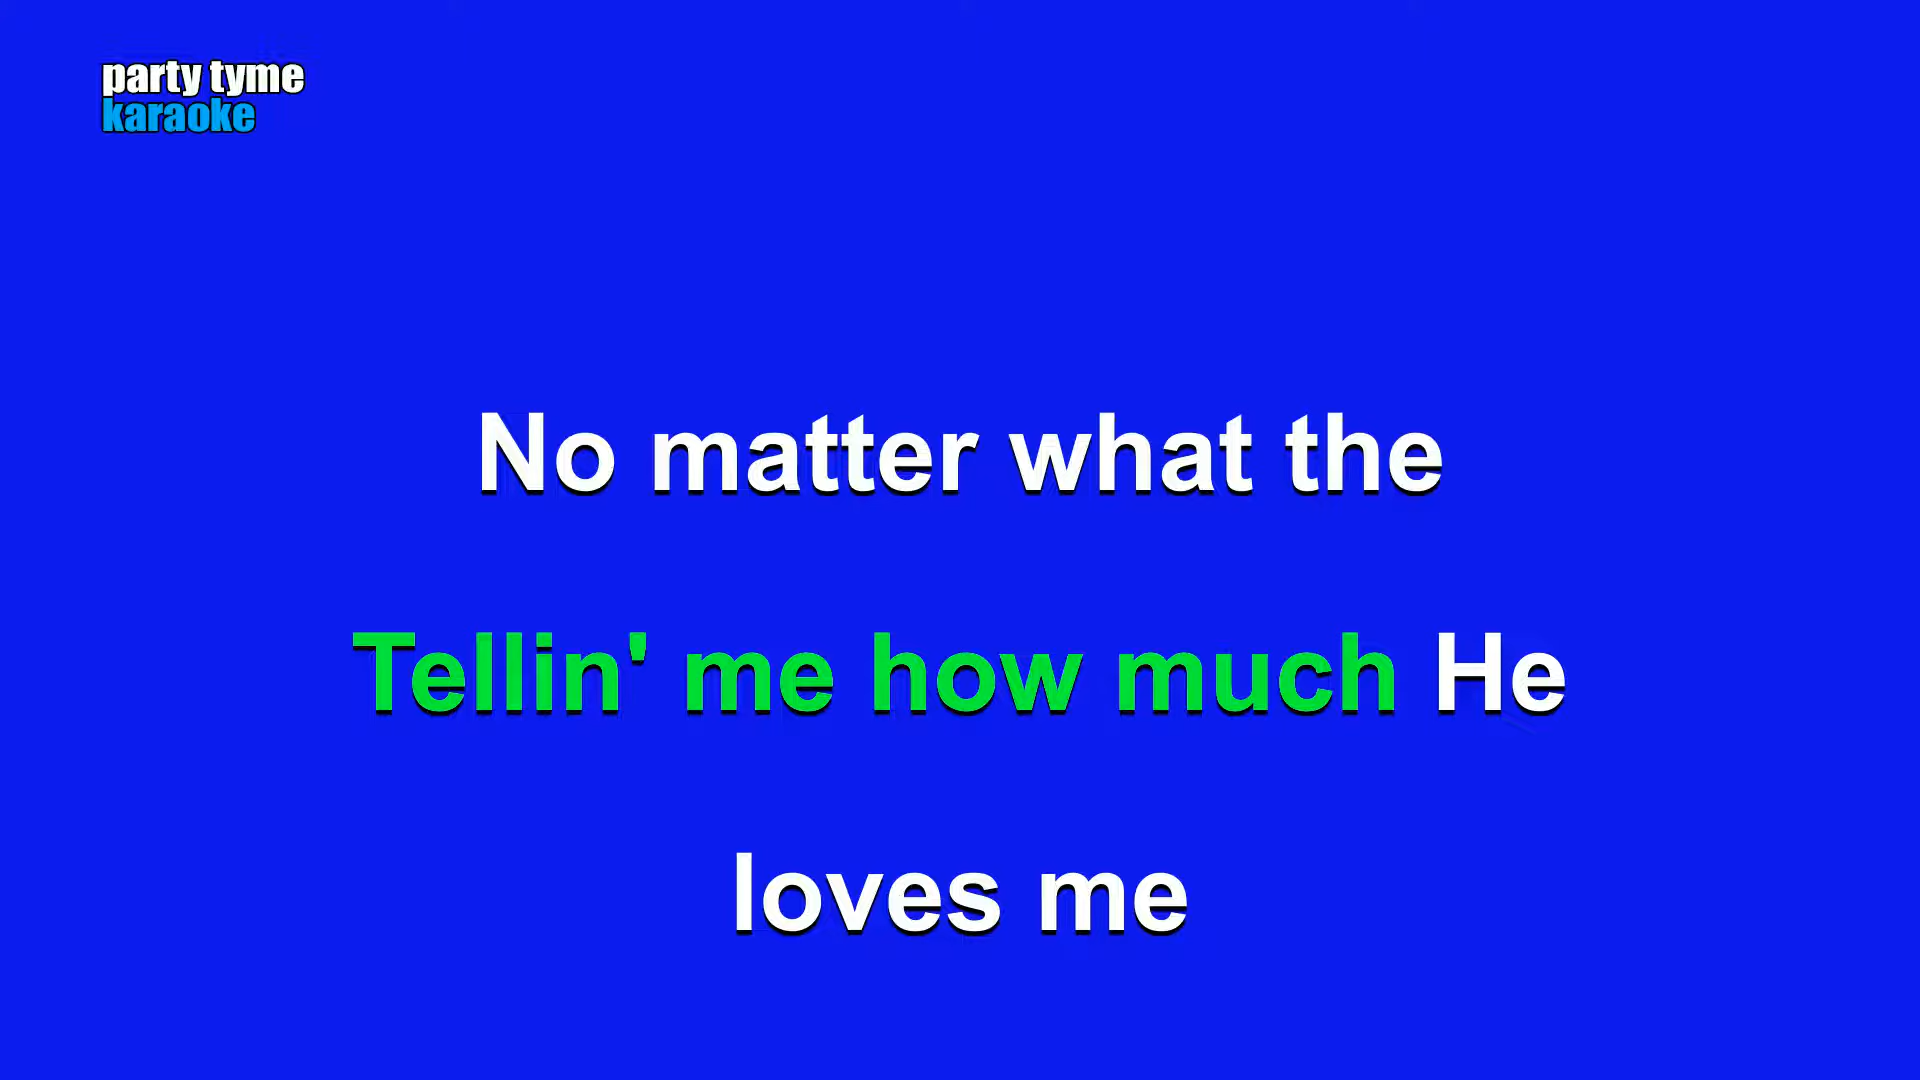 party tyme
karaoke
No matter what the
Tellin' me how much He
loves me